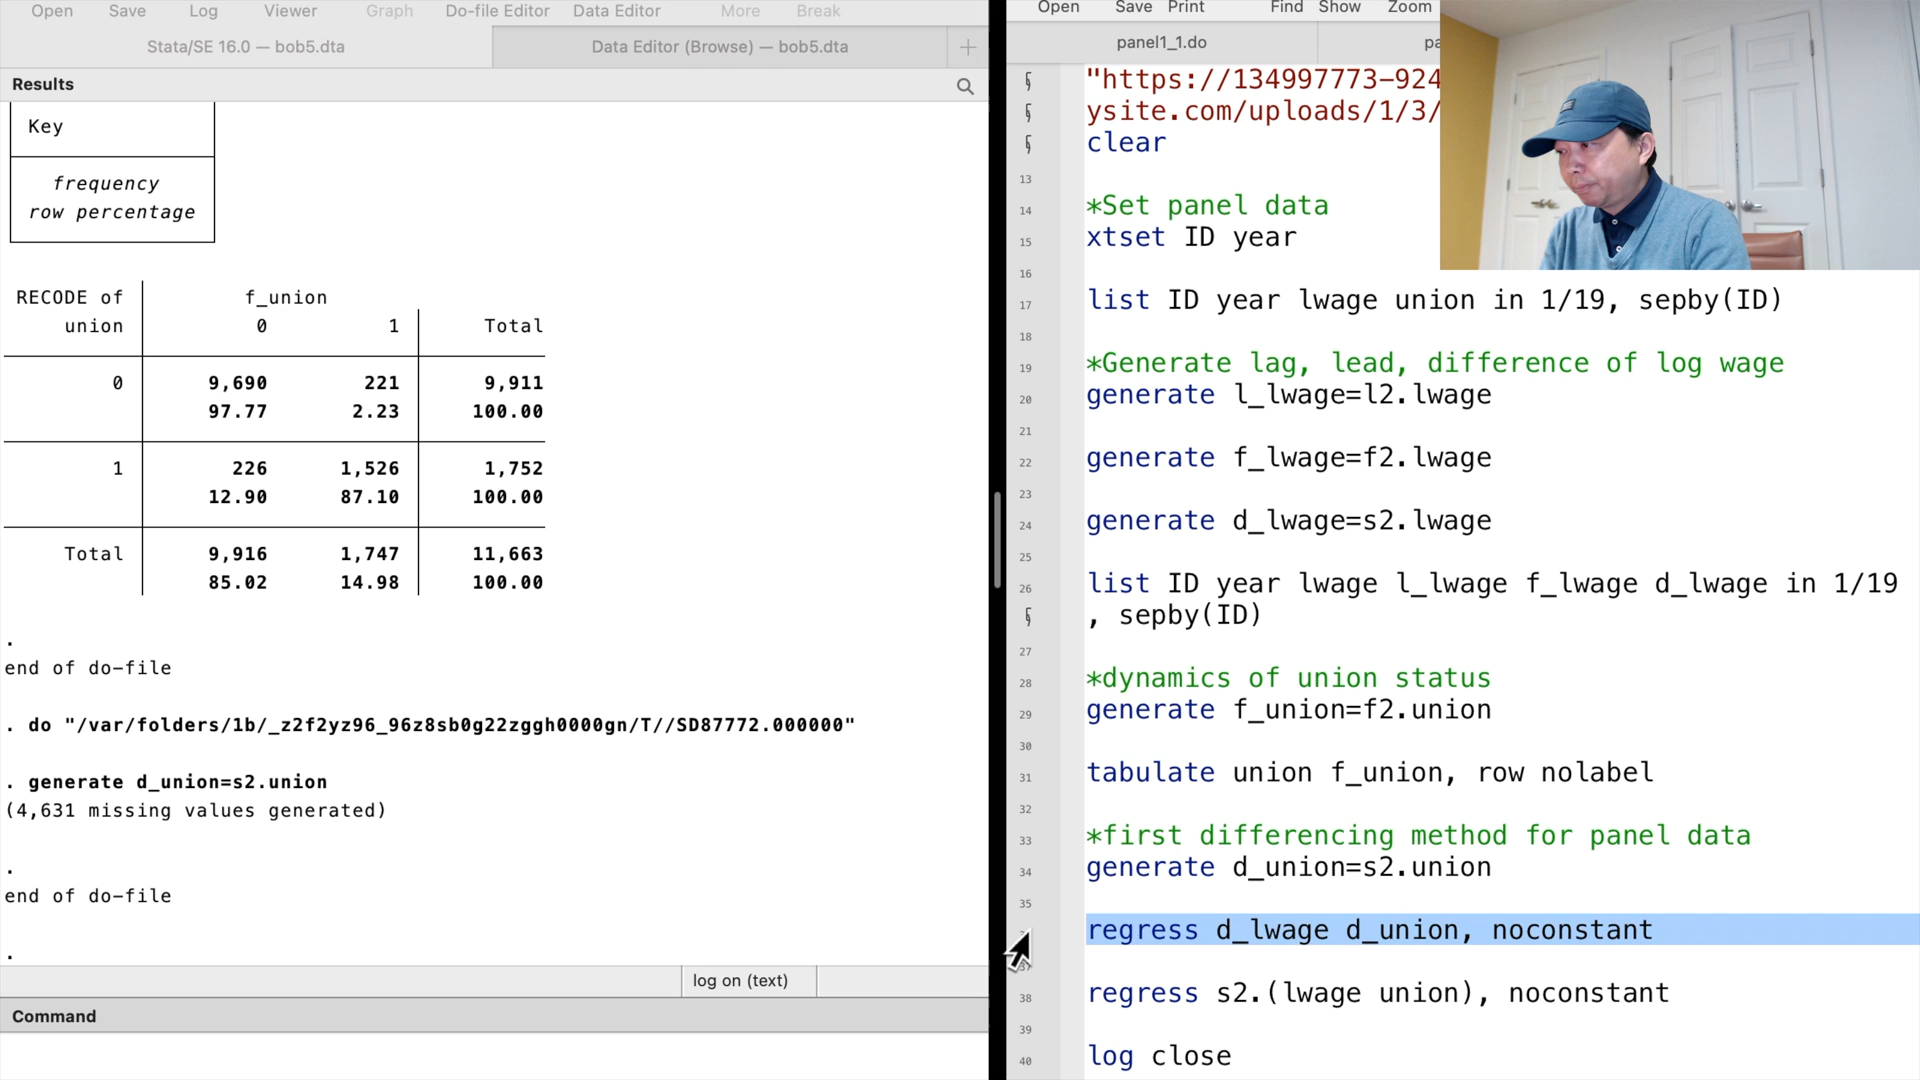 Open Save Log Viewer Graph Do-file Editor Data Editor More Break
Stata/SE 16.0 — bob5.dta
Data Editor (Browse) — bob5.dta
Results
Key
frequency
row percentage
RECODE of f_union
union 0 1 Total
0 9,690 221 9,911
97.77 2.23 100.00
1 226 1,526 1,752
12.90 87.10 100.00
Total 9,916 1,747 11,663
85.02 14.98 100.00
.
end of do-file
. do "/var/folders/1b/_z2f2yz96_96z8sb0g22zggh0000gn/T//SD87772.000000"
. generate d_union=s2.union
(4,631 missing values generated)
.
end of do-file
.
log on (text)
Command
Open Save Print Find Show Zoom
panel1_1.do
pa
"https://134997773-924
ysite.com/uploads/1/3/
clear
13
14 *Set panel data
15 xtset ID year
16
17 list ID year lwage union in 1/19, sepby(ID)
18
19 *Generate lag, lead, difference of log wage
20 generate l_lwage=l2.lwage
21
22 generate f_lwage=f2.lwage
23
24 generate d_lwage=s2.lwage
25
26 list ID year lwage l_lwage f_lwage d_lwage in 1/19
, sepby(ID)
27
28 *dynamics of union status
29 generate f_union=f2.union
30
31 tabulate union f_union, row nolabel
32
33 *first differencing method for panel data
34 generate d_union=s2.union
35
regress d_lwage d_union, noconstant
37
38 regress s2.(lwage union), noconstant
39
40 log close